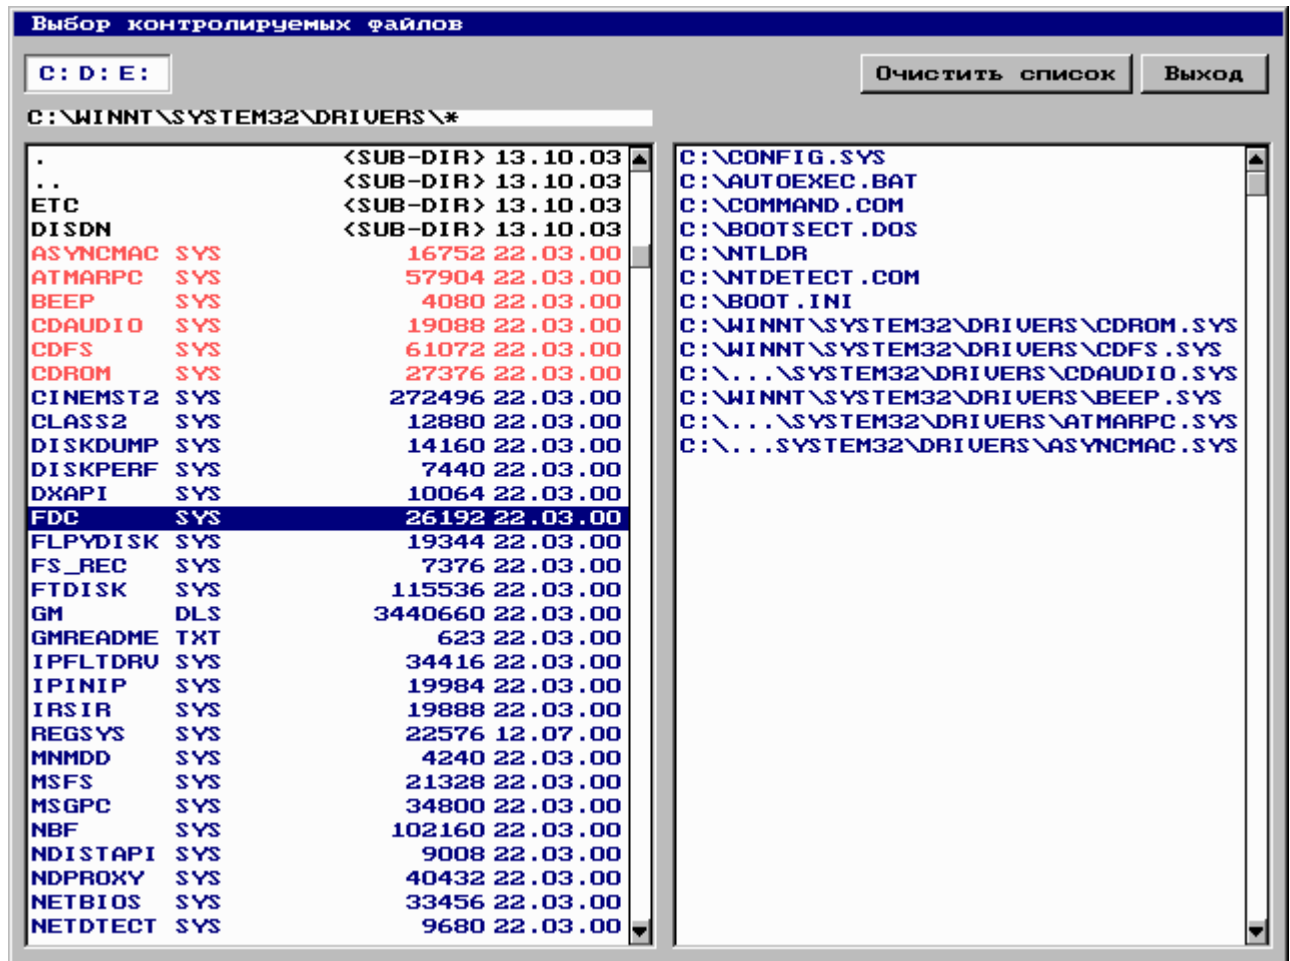 Выбор контролируемых файлов
C: D: E:
Очистить список
Выход
C:\WINNT\SYSTEM32\DRIVERS\*
. <SUB-DIR> 13.10.03
.. <SUB-DIR> 13.10.03
ETC <SUB-DIR> 13.10.03
DISDN <SUB-DIR> 13.10.03
ASYNCMAC SYS 16752 22.03.00
ATMARPC SYS 57904 22.03.00
BEEP SYS 4080 22.03.00
CDAUDIO SYS 19088 22.03.00
CDFS SYS 61072 22.03.00
CDROM SYS 27376 22.03.00
CINEMST2 SYS 272496 22.03.00
CLASS2 SYS 12880 22.03.00
DISKDUMP SYS 14160 22.03.00
DISKPERF SYS 7440 22.03.00
DXAPI SYS 10064 22.03.00
FDC SYS 26192 22.03.00
FLPYDISK SYS 19344 22.03.00
FS_REC SYS 7376 22.03.00
FTDISK SYS 115536 22.03.00
GM DLS 3440660 22.03.00
GMREADME TXT 623 22.03.00
IPFLTDRV SYS 34416 22.03.00
IPINIP SYS 19984 22.03.00
IRSIR SYS 19888 22.03.00
REGSYS SYS 22576 12.07.00
MNMDD SYS 4240 22.03.00
MSFS SYS 21328 22.03.00
MSGPC SYS 34800 22.03.00
NBF SYS 102160 22.03.00
NDISTAPI SYS 9008 22.03.00
NDPROXY SYS 40432 22.03.00
NETBIOS SYS 33456 22.03.00
NETDTECT SYS 9680 22.03.00
C:\CONFIG.SYS
C:\AUTOEXEC.BAT
C:\COMMAND.COM
C:\BOOTSECT.DOS
C:\NTLDR
C:\NTDETECT.COM
C:\BOOT.INI
C:\WINNT\SYSTEM32\DRIVERS\CDROM.SYS
C:\WINNT\SYSTEM32\DRIVERS\CDFS.SYS
C:\...\SYSTEM32\DRIVERS\CDAUDIO.SYS
C:\WINNT\SYSTEM32\DRIVERS\BEEP.SYS
C:\...\SYSTEM32\DRIVERS\ATMARPC.SYS
C:\...SYSTEM32\DRIVERS\ASYNCMAC.SYS